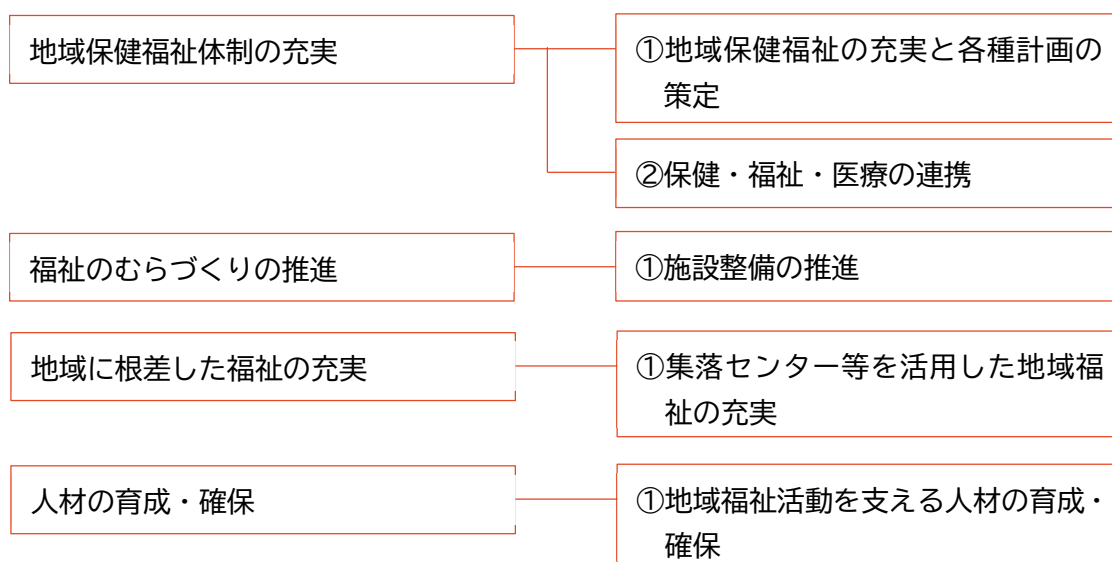 地域保健福祉体制の充実
①地域保健福祉の充実と各種計画の
策定
②保健・福祉・医療の連携
福祉のむらづくりの推進
①施設整備の推進
地域に根差した福祉の充実
①集落センター等を活用した地域福
祉の充実
人材の育成・確保
①地域福祉活動を支える人材の育成・
確保